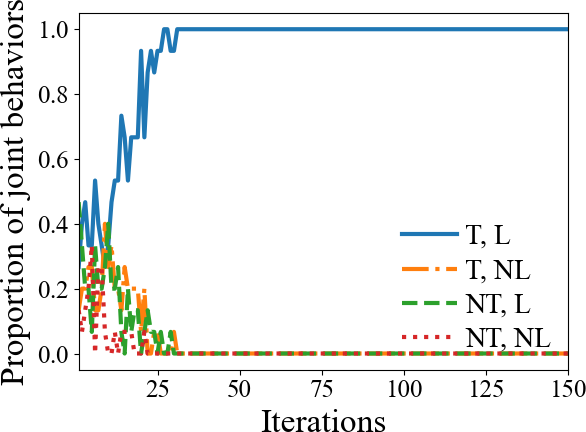 Proportion of joint behaviors
1.0
0.8
0.6
0.4
0.2
0.0
T, L
T, NL
NT, L
NT, NL
25 50 75 100 125 150
Iterations